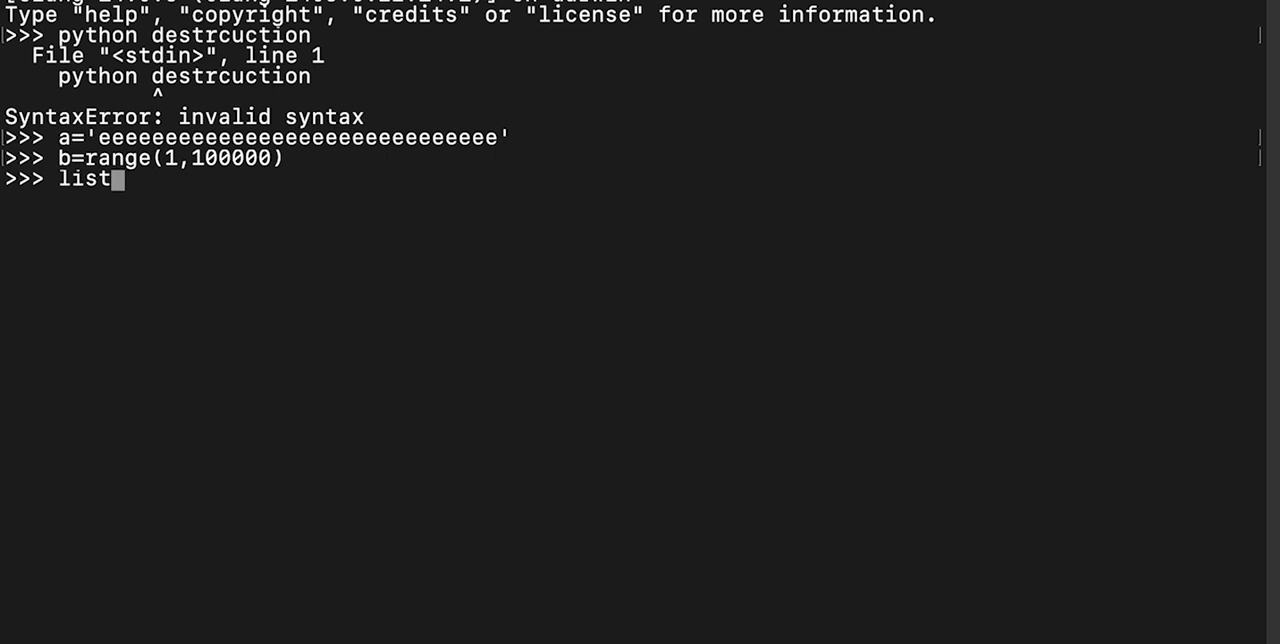 Type "help", "copyright", "credits" or "license" for more information.
>>> python destrcuction
  File "<stdin>", line 1
    python destrcuction
           ^
SyntaxError: invalid syntax
>>> a='eeeeeeeeeeeeeeeeeeeeeeeeeeeeee'
>>> b=range(1,100000)
>>> list